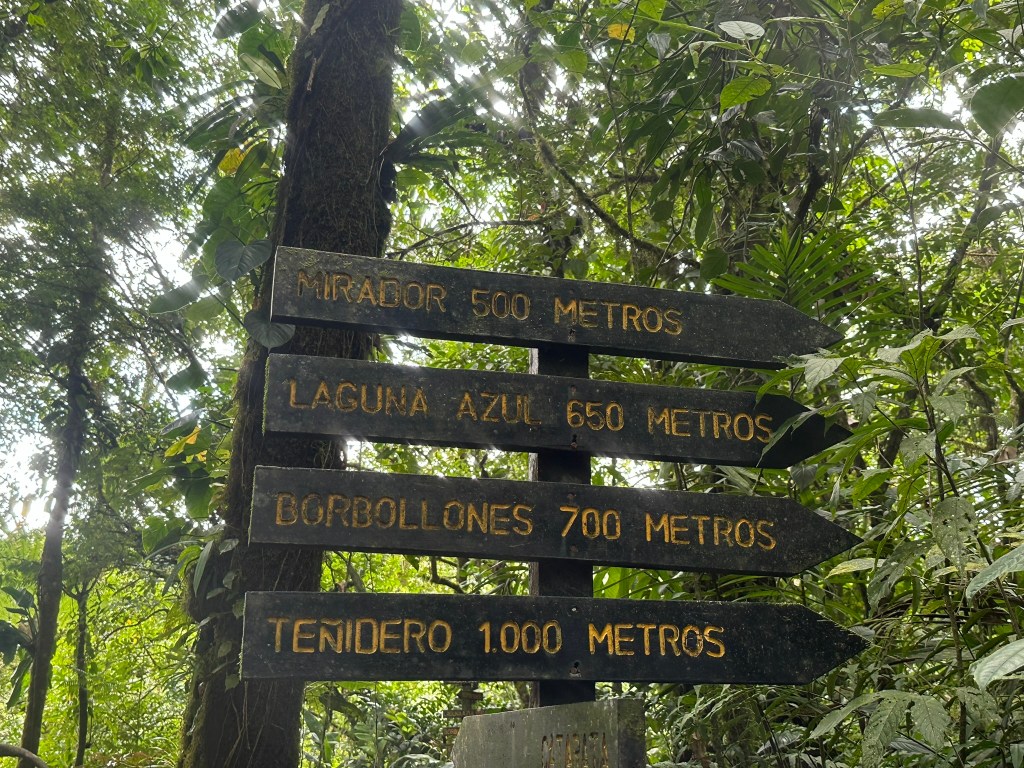 MIRADOR 500 METROS
LAGUNA AZUL 650 METROS
BORBOLLONES 700 METROS
TEÑIDERO 1.000 METROS